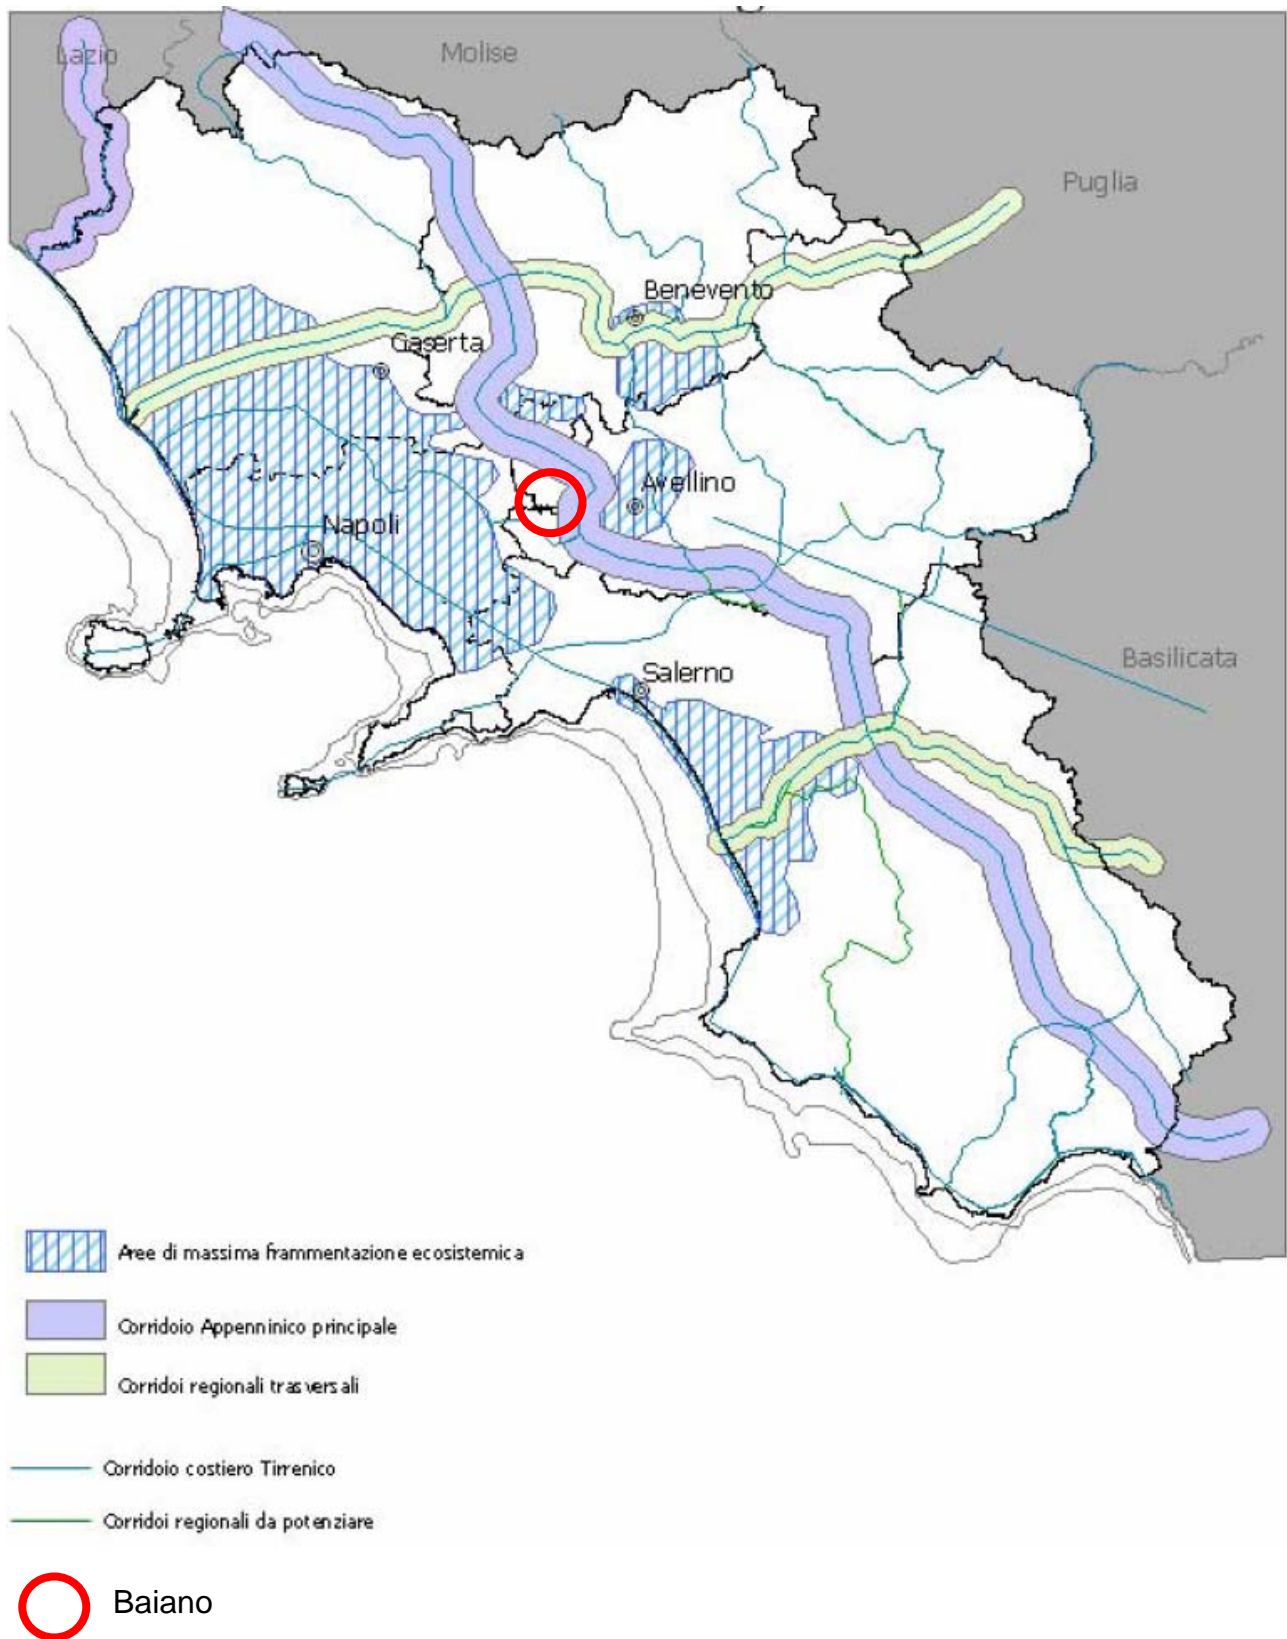 Lazio
Molise
Puglia
Benevento
Caserta
Avellino
Napoli
Basilicata
Salerno
Aree di massima frammentazione ecosistemica
Corridoio Appenninico principale
Corridoi regionali trasversali
Corridoio costiero Tirrenico
Corridoi regionali da potenziare
Baiano